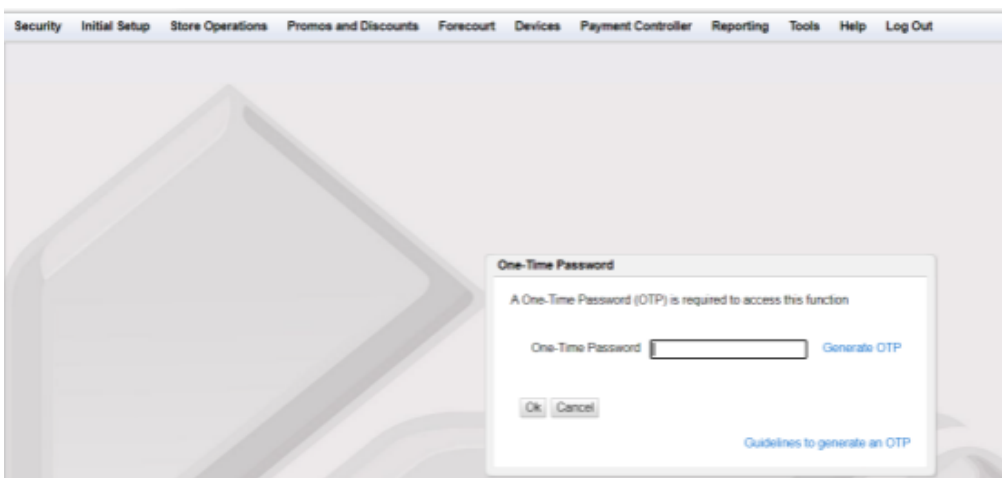 Security Initial Setup Store Operations Promos and Discounts Forecourt Devices Payment Controller Reporting Tools Help Log Out
One-Time Password
A One-Time Password (OTP) is required to access this function
One-Time Password Generate OTP
Ok Cancel
Guidelines to generate an OTP